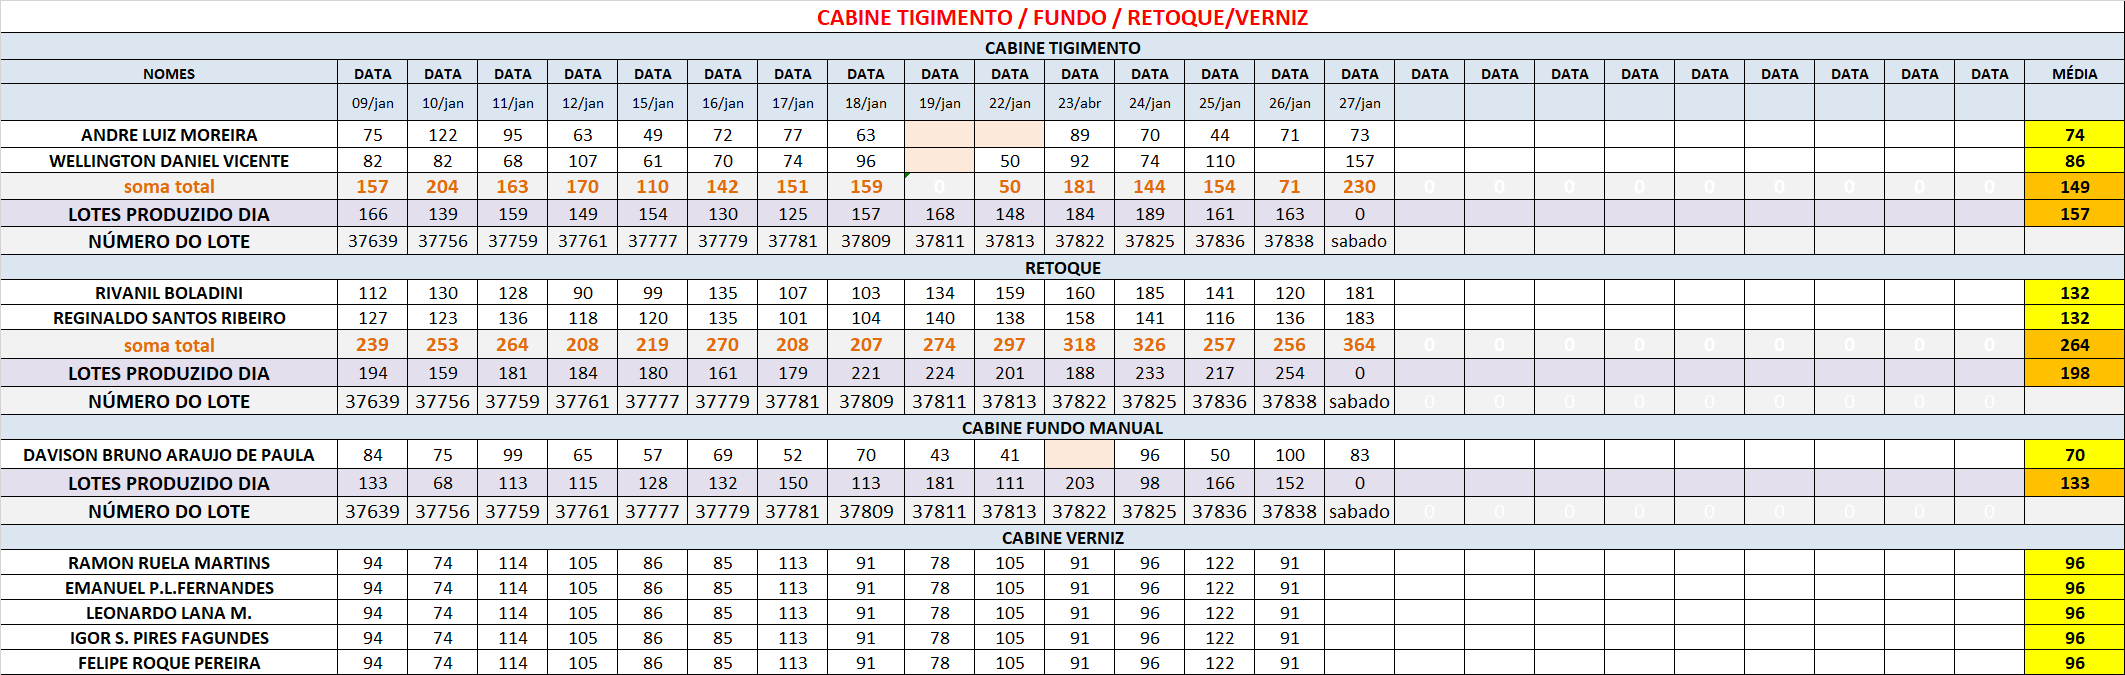 CABINE TIGIMENTO / FUNDO / RETOQUE/VERNIZ
CABINE TIGIMENTO
NOMES DATA DATA DATA DATA DATA DATA DATA DATA DATA DATA DATA DATA DATA DATA DATA DATA DATA DATA DATA DATA DATA DATA DATA DATA MÉDIA
09/jan 10/jan 11/jan 12/jan 15/jan 16/jan 17/jan 18/jan 19/jan 22/jan 23/abr 24/jan 25/jan 26/jan 27/jan
ANDRE LUIZ MOREIRA 75 122 95 63 49 72 77 63 89 70 44 71 73 74
WELLINGTON DANIEL VICENTE 82 82 68 107 61 70 74 96 50 92 74 110 157 86
soma total 157 204 163 170 110 142 151 159 0 50 181 144 154 71 230 0 0 0 0 0 0 0 0 0 149
LOTES PRODUZIDO DIA 166 139 159 149 154 130 125 157 168 148 184 189 161 163 0 157
NÚMERO DO LOTE 37639 37756 37759 37761 37777 37779 37781 37809 37811 37813 37822 37825 37836 37838 sabado
RETOQUE
RIVANIL BOLADINI 112 130 128 90 99 135 107 103 134 159 160 185 141 120 181 132
REGINALDO SANTOS RIBEIRO 127 123 136 118 120 135 101 104 140 138 158 141 116 136 183 132
soma total 239 253 264 208 219 270 208 207 274 297 318 326 257 256 364 0 0 0 0 0 0 0 0 0 264
LOTES PRODUZIDO DIA 194 159 181 184 180 161 179 221 224 201 188 233 217 254 0 198
NÚMERO DO LOTE 37639 37756 37759 37761 37777 37779 37781 37809 37811 37813 37822 37825 37836 37838 sabado 0 0 0 0 0 0 0 0 0
CABINE FUNDO MANUAL
DAVISON BRUNO ARAUJO DE PAULA 84 75 99 65 57 69 52 70 43 41 96 50 100 83 70
LOTES PRODUZIDO DIA 133 68 113 115 128 132 150 113 181 111 203 98 166 152 0 133
NÚMERO DO LOTE 37639 37756 37759 37761 37777 37779 37781 37809 37811 37813 37822 37825 37836 37838 sabado 0 0 0 0 0 0 0 0 0
CABINE VERNIZ
RAMON RUELA MARTINS 94 74 114 105 86 85 113 91 78 105 91 96 122 91 96
EMANUEL P.L.FERNANDES 94 74 114 105 86 85 113 91 78 105 91 96 122 91 96
LEONARDO LANA M. 94 74 114 105 86 85 113 91 78 105 91 96 122 91 96
IGOR S. PIRES FAGUNDES 94 74 114 105 86 85 113 91 78 105 91 96 122 91 96
FELIPE ROQUE PEREIRA 94 74 114 105 86 85 113 91 78 105 91 96 122 91 96